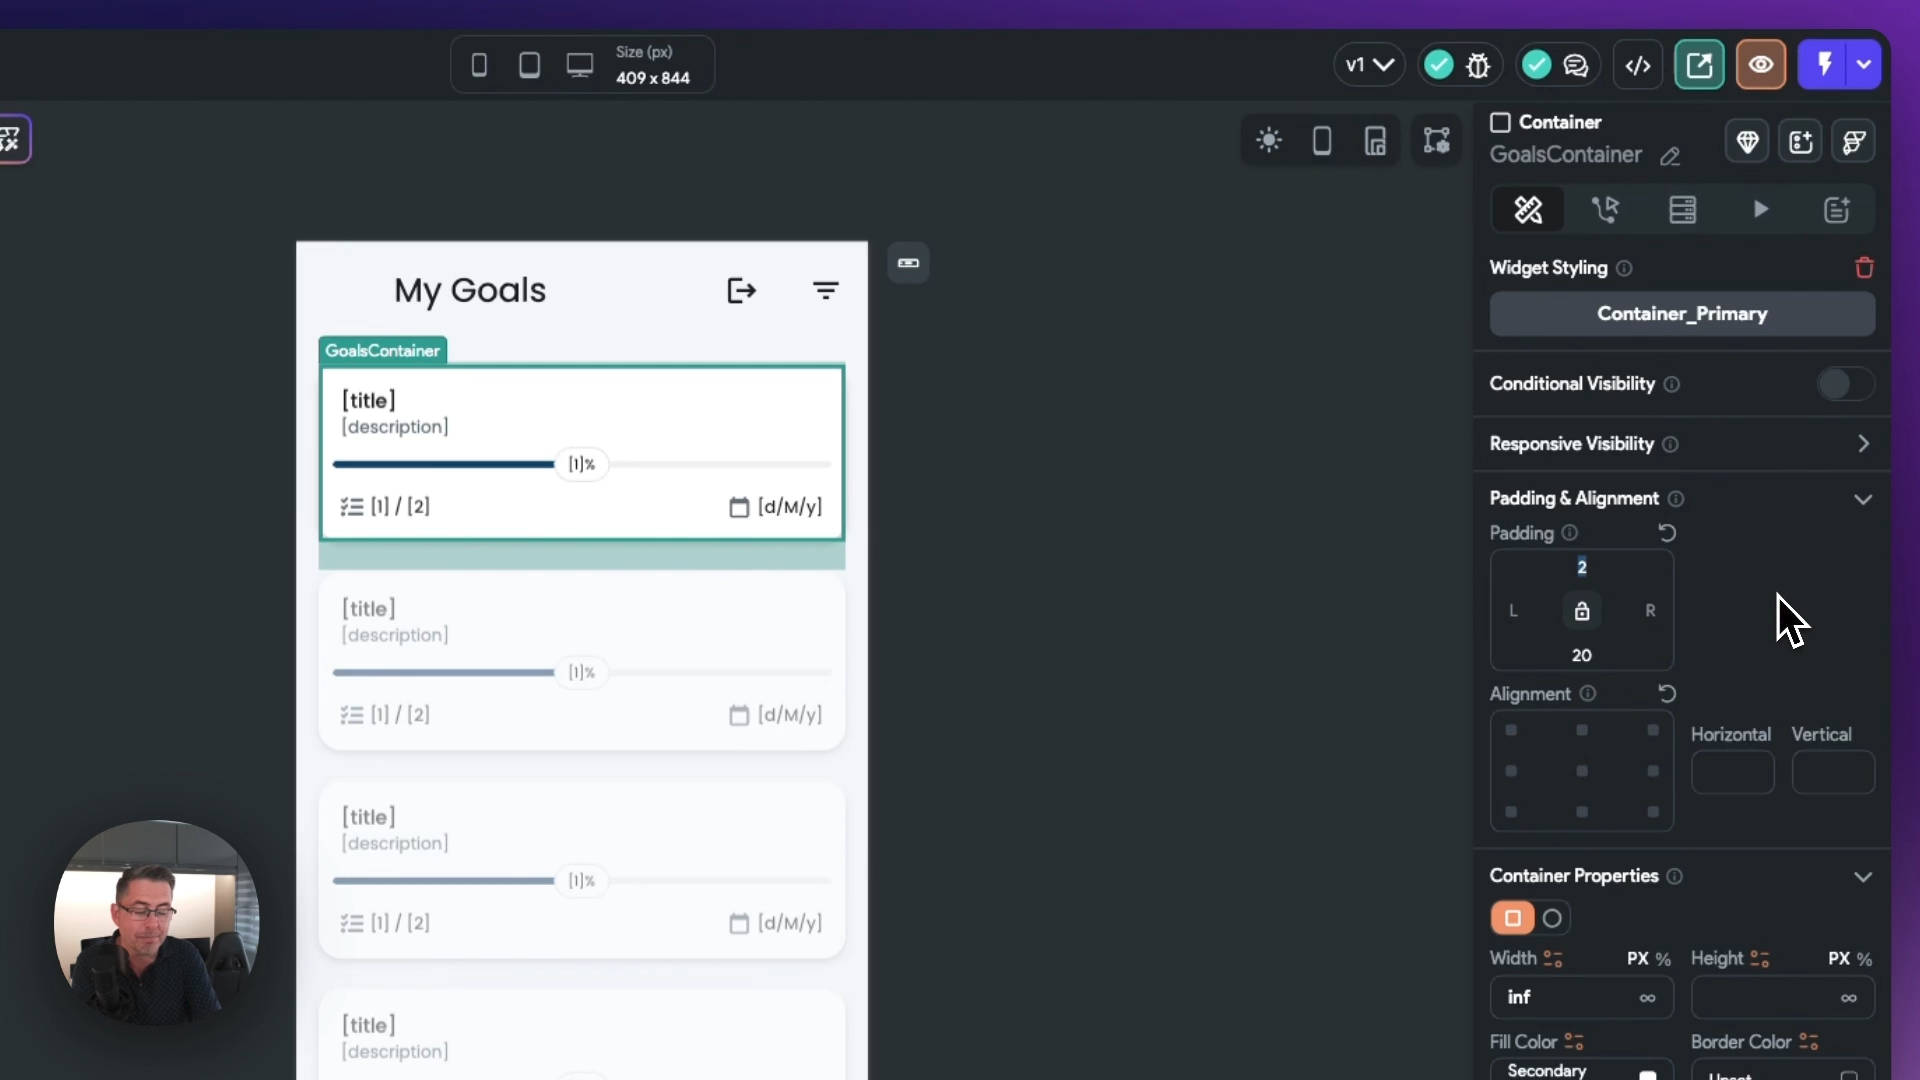 Size (px)
409 x 844
v1
Container
GoalsContainer
Widget Styling
Container_Primary
Conditional Visibility
Responsive Visibility
Padding & Alignment
Padding
2
L
R
20
Alignment
Horizontal
Vertical
Container Properties
Width
PX %
Height
PX %
inf
∞
∞
Fill Color
Border Color
Secondary
Unset
My Goals
GoalsContainer
[title]
[description]
[1]%
[1] / [2]
[d/M/y]
[title]
[description]
[1]%
[1] / [2]
[d/M/y]
[title]
[description]
[1]%
[1] / [2]
[d/M/y]
[title]
[description]